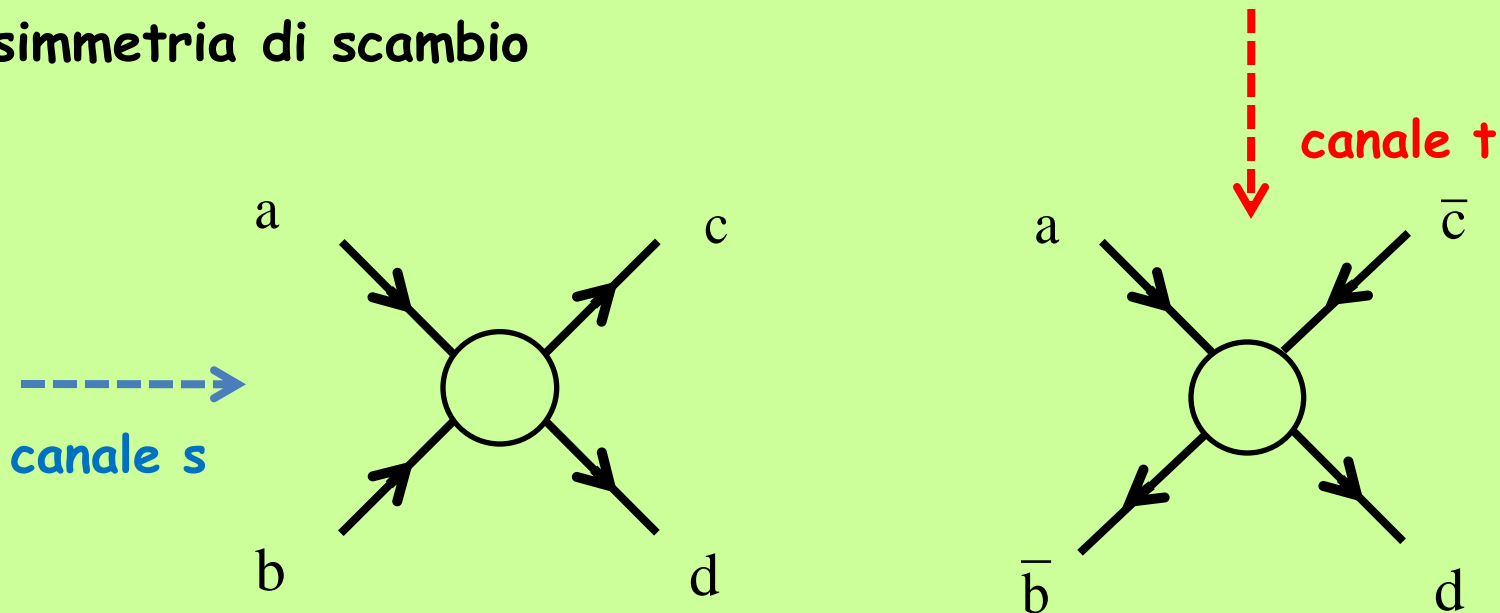 simmetria di scambio
canale t
a
c
a
c̅
canale s
b
d
b̅
d